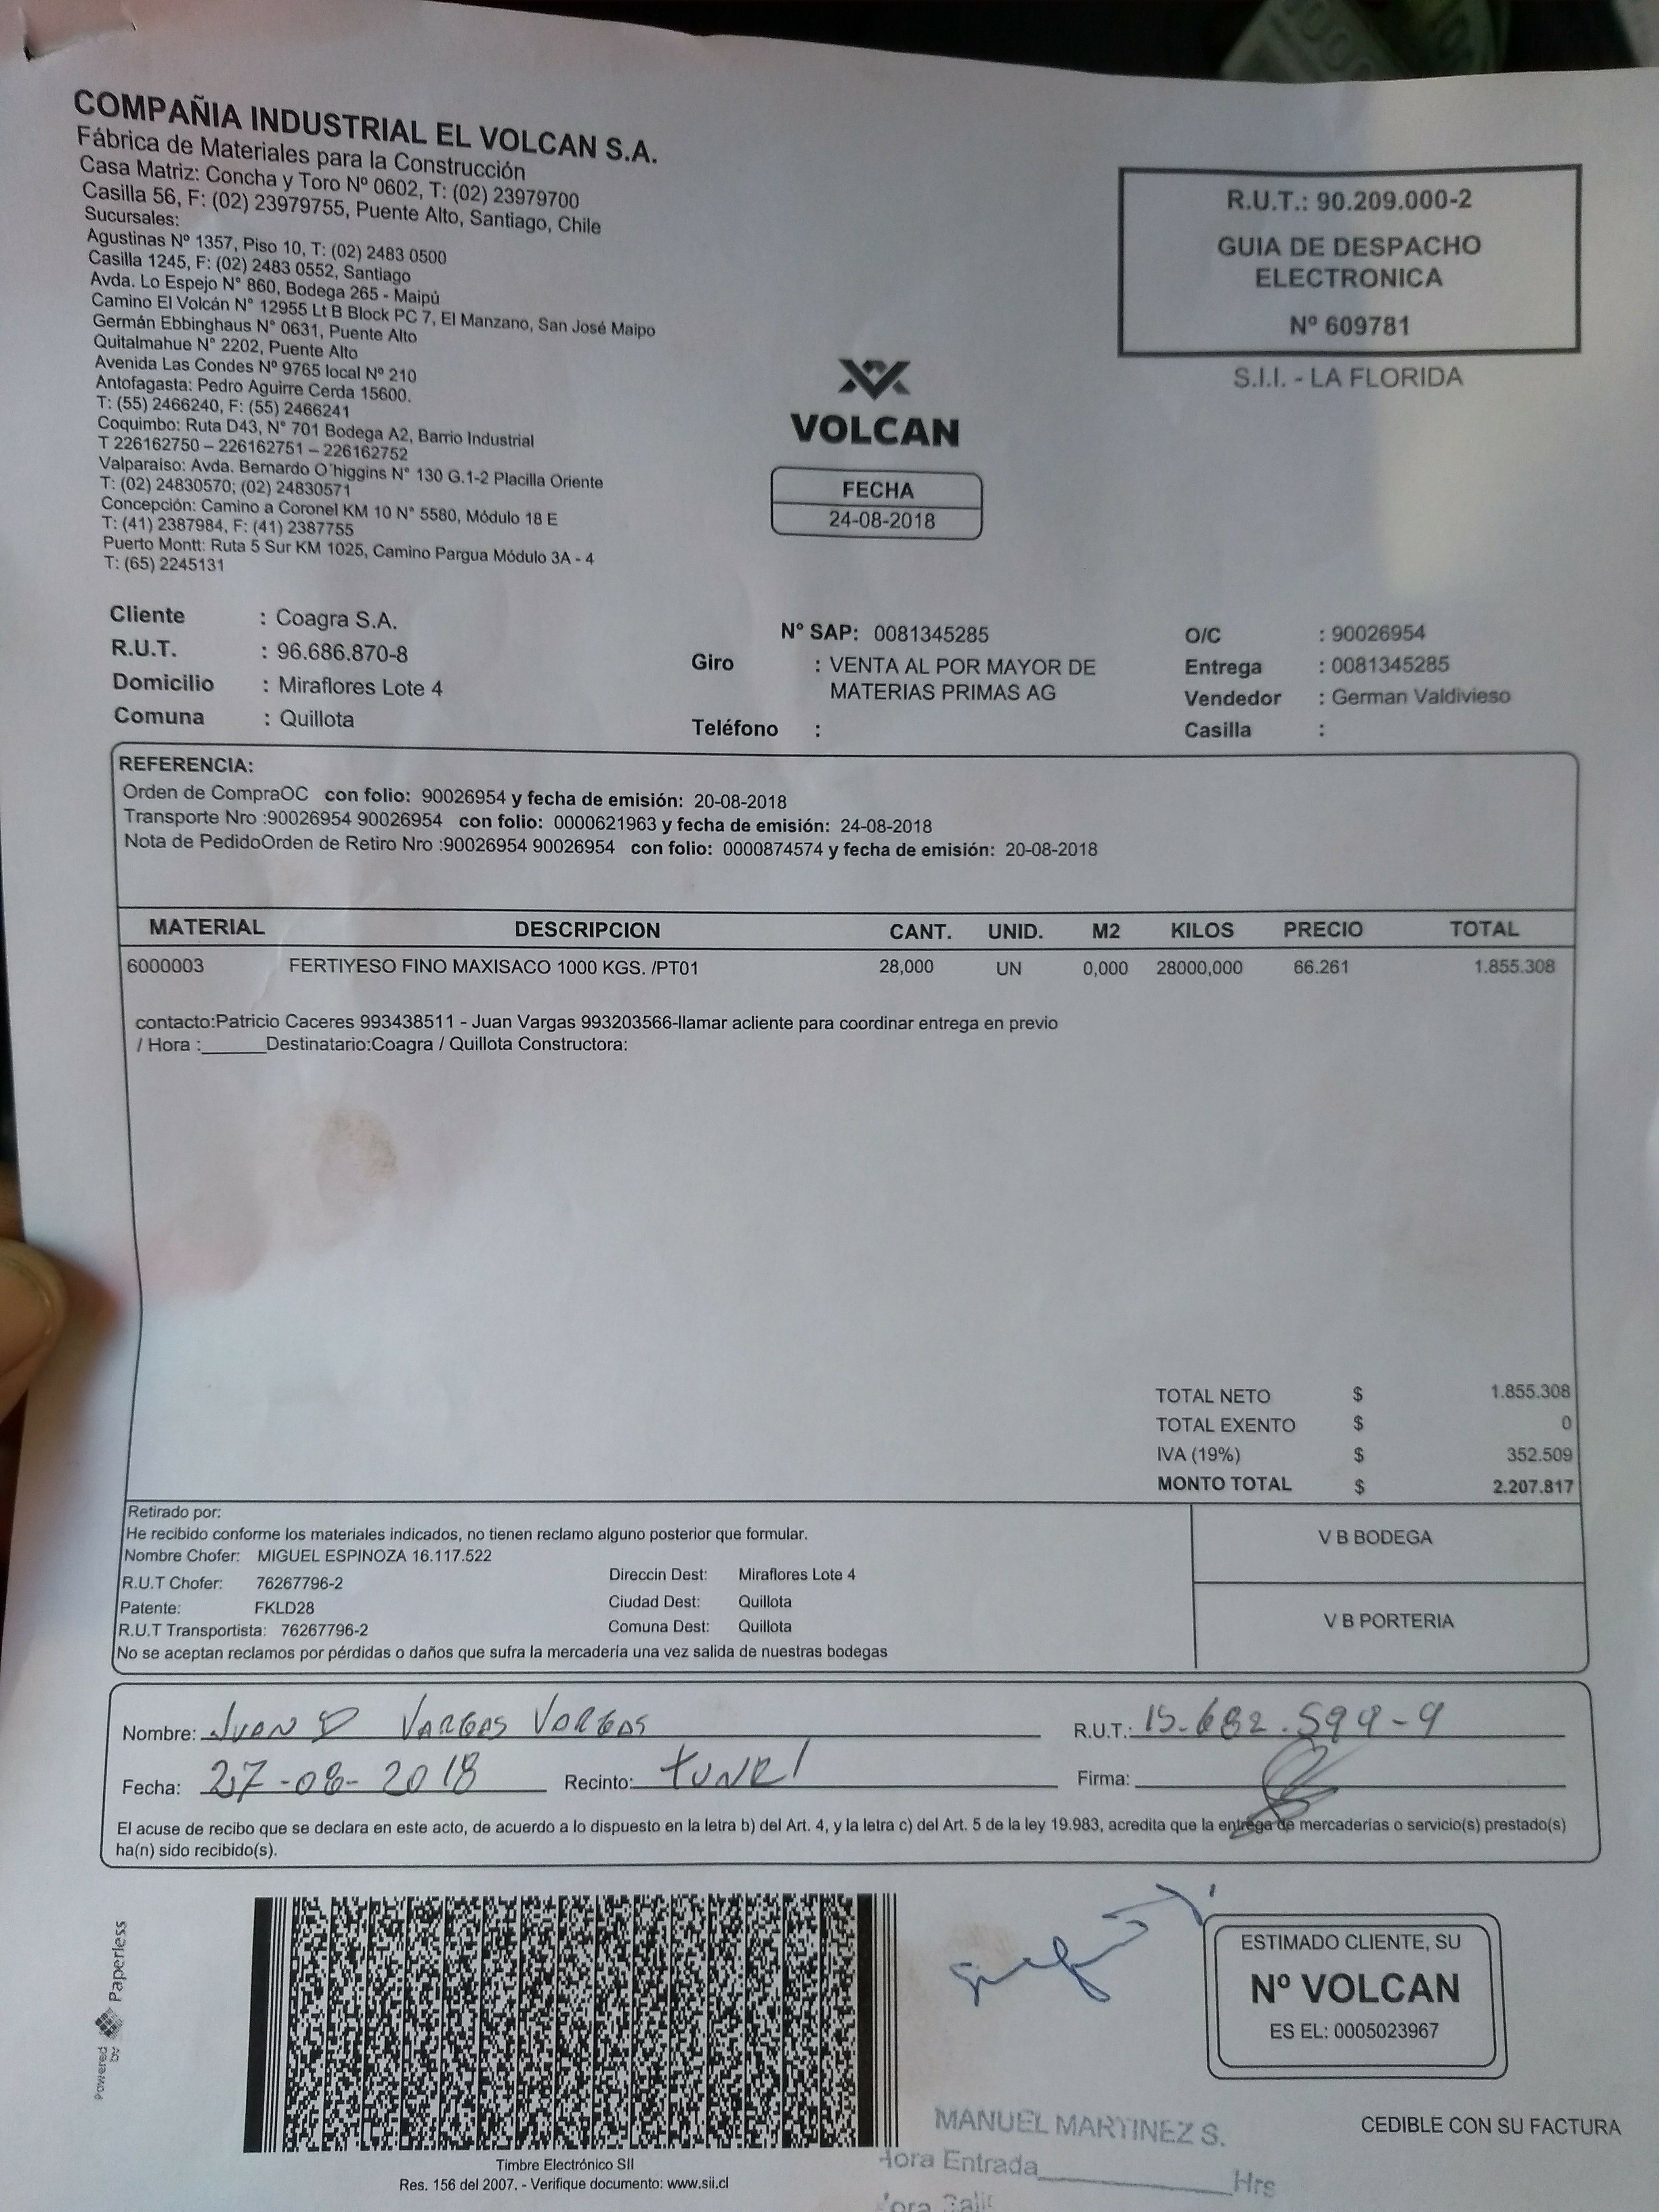 COMPAÑIA INDUSTRIAL EL VOLCAN S.A.
Fábrica de Materiales para la Construcción
Casa Matriz: Concha y Toro Nº 0602, T: (02) 23979700
Casilla 56, F: (02) 23979755, Puente Alto, Santiago, Chile
Sucursales:
Agustinas Nº 1357, Piso 10, T: (02) 2483 0500
Casilla 1245, F: (02) 2483 0552, Santiago
Avda. Lo Espejo N° 860, Bodega 265 - Maipù
Camino El Volcán N° 12955 Lt B Block PC 7, El Manzano, San José Maipo
Germán Ebbinghaus N° 0631, Puente Alto
Quitalmahue N° 2202, Puente Alto
Avenida Las Condes Nº 9765 local Nº 210
Antofagasta: Pedro Aguirre Cerda 15600.
T: (55) 2466240, F: (55) 2466241
Coquimbo: Ruta D43, N° 701 Bodega A2, Barrio Industrial
T 226162750 – 226162751 – 226162752
Valparaiso: Avda. Bernardo O´higgins N° 130 G.1-2 Placilla Oriente
T: (02) 24830570; (02) 24830571
Concepción: Camino a Coronel KM 10 N° 5580, Módulo 18 E
T: (41) 2387984, F: (41) 2387755
Puerto Montt: Ruta 5 Sur KM 1025, Camino Pargua Módulo 3A - 4
T: (65) 2245131
R.U.T.: 90.209.000-2
GUIA DE DESPACHO
ELECTRONICA
Nº 609781
S.I.I. - LA FLORIDA
VOLCAN
FECHA
24-08-2018
Cliente : Coagra S.A.
R.U.T. : 96.686.870-8
Domicilio : Miraflores Lote 4
Comuna : Quillota
N° SAP: 0081345285
Giro : VENTA AL POR MAYOR DE
MATERIAS PRIMAS AG
Teléfono :
O/C : 90026954
Entrega : 0081345285
Vendedor : German Valdivieso
Casilla :
REFERENCIA:
Orden de CompraOC con folio: 90026954 y fecha de emisión: 20-08-2018
Transporte Nro :90026954 90026954 con folio: 0000621963 y fecha de emisión: 24-08-2018
Nota de PedidoOrden de Retiro Nro :90026954 90026954 con folio: 0000874574 y fecha de emisión: 20-08-2018
MATERIAL DESCRIPCION CANT. UNID. M2 KILOS PRECIO TOTAL
6000003 FERTIYESO FINO MAXISACO 1000 KGS. /PT01 28,000 UN 0,000 28000,000 66.261 1.855.308
contacto:Patricio Caceres 993438511 - Juan Vargas 993203566-llamar acliente para coordinar entrega en previo
/ Hora :______Destinatario:Coagra / Quillota Constructora:
TOTAL NETO $ 1.855.308
TOTAL EXENTO $ 0
IVA (19%) $ 352.509
MONTO TOTAL $ 2.207.817
Retirado por:
He recibido conforme los materiales indicados, no tienen reclamo alguno posterior que formular.
Nombre Chofer: MIGUEL ESPINOZA 16.117.522
R.U.T Chofer: 76267796-2
Patente: FKLD28
R.U.T Transportista: 76267796-2
Direccin Dest: Miraflores Lote 4
Ciudad Dest: Quillota
Comuna Dest: Quillota
No se aceptan reclamos por pérdidas o daños que sufra la mercadería una vez salida de nuestras bodegas
V B BODEGA
V B PORTERIA
Nombre: Juan D Vargas Vargas R.U.T.: 15.682.599-9
Fecha: 27-08-2018 Recinto: tunel Firma:
El acuse de recibo que se declara en este acto, de acuerdo a lo dispuesto en la letra b) del Art. 4, y la letra c) del Art. 5 de la ley 19.983, acredita que la entrega de mercaderías o servicio(s) prestado(s)
ha(n) sido recibido(s).
Powered by Paperless
Timbre Electrónico SII
Res. 156 del 2007. - Verifique documento: www.sii.cl
ESTIMADO CLIENTE, SU
Nº VOLCAN
ES EL: 0005023967
MANUEL MARTINEZ S.
Hora Entrada Hrs
CEDIBLE CON SU FACTURA